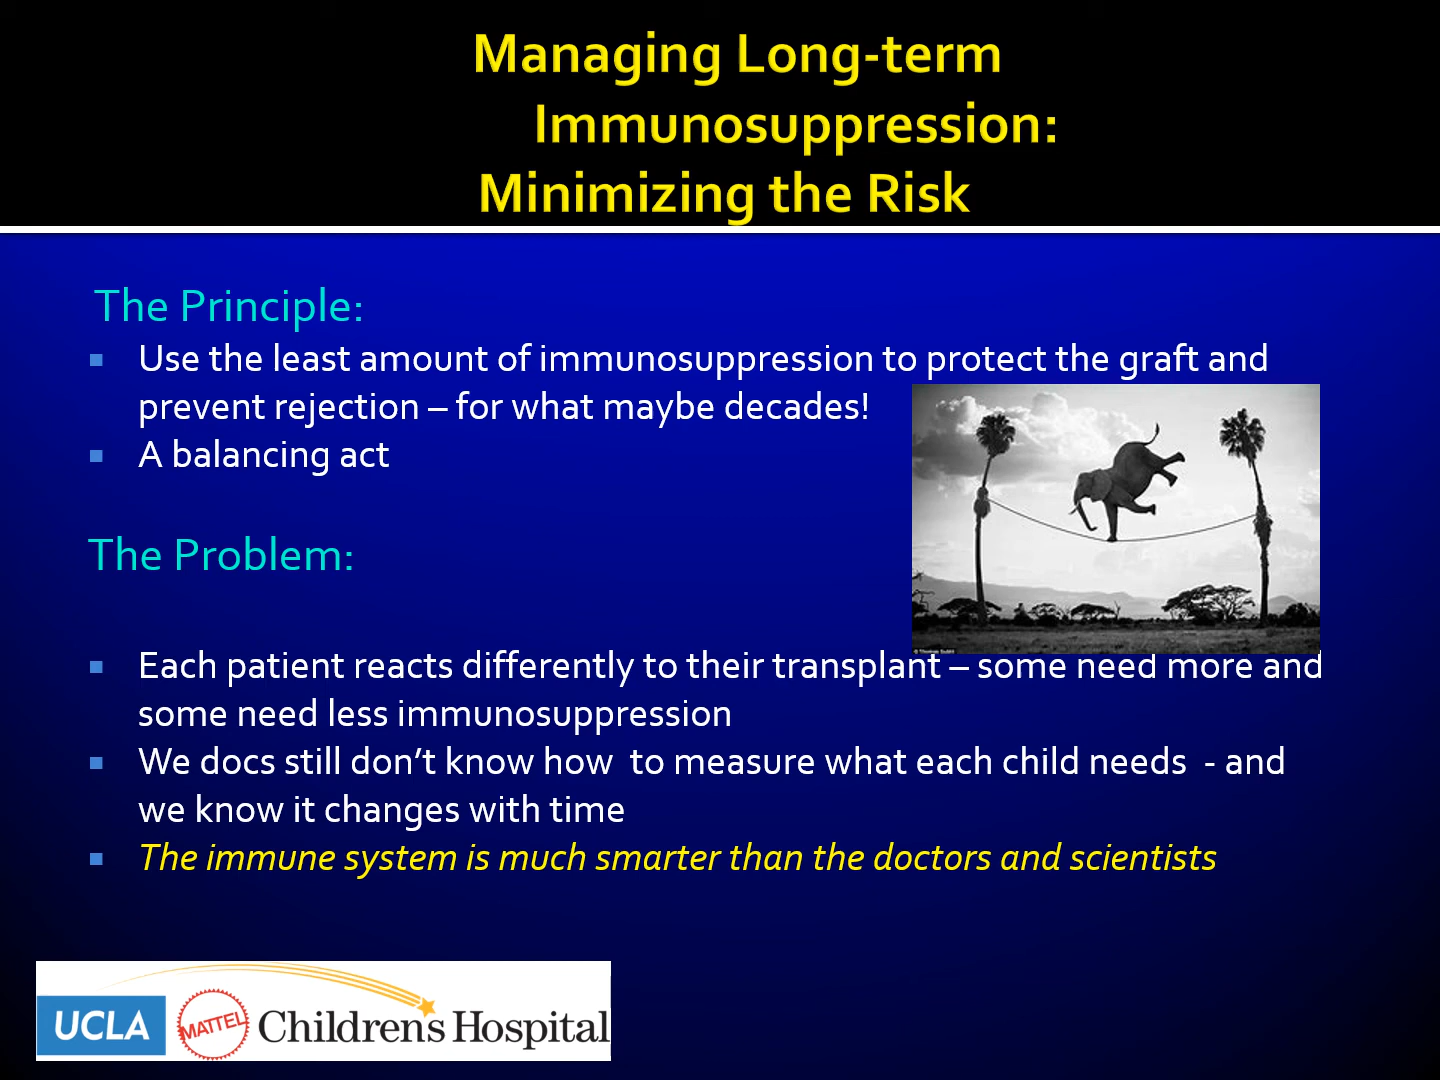 Managing Long-term
Immunosuppression:
Minimizing the Risk
The Principle:
Use the least amount of immunosuppression to protect the graft and
prevent rejection – for what maybe decades!
A balancing act
The Problem:
Each patient reacts differently to their transplant – some need more and
some need less immunosuppression
We docs still don't know how  to measure what each child needs  - and
we know it changes with time
The immune system is much smarter than the doctors and scientists
UCLA MATTEL Children's Hospital